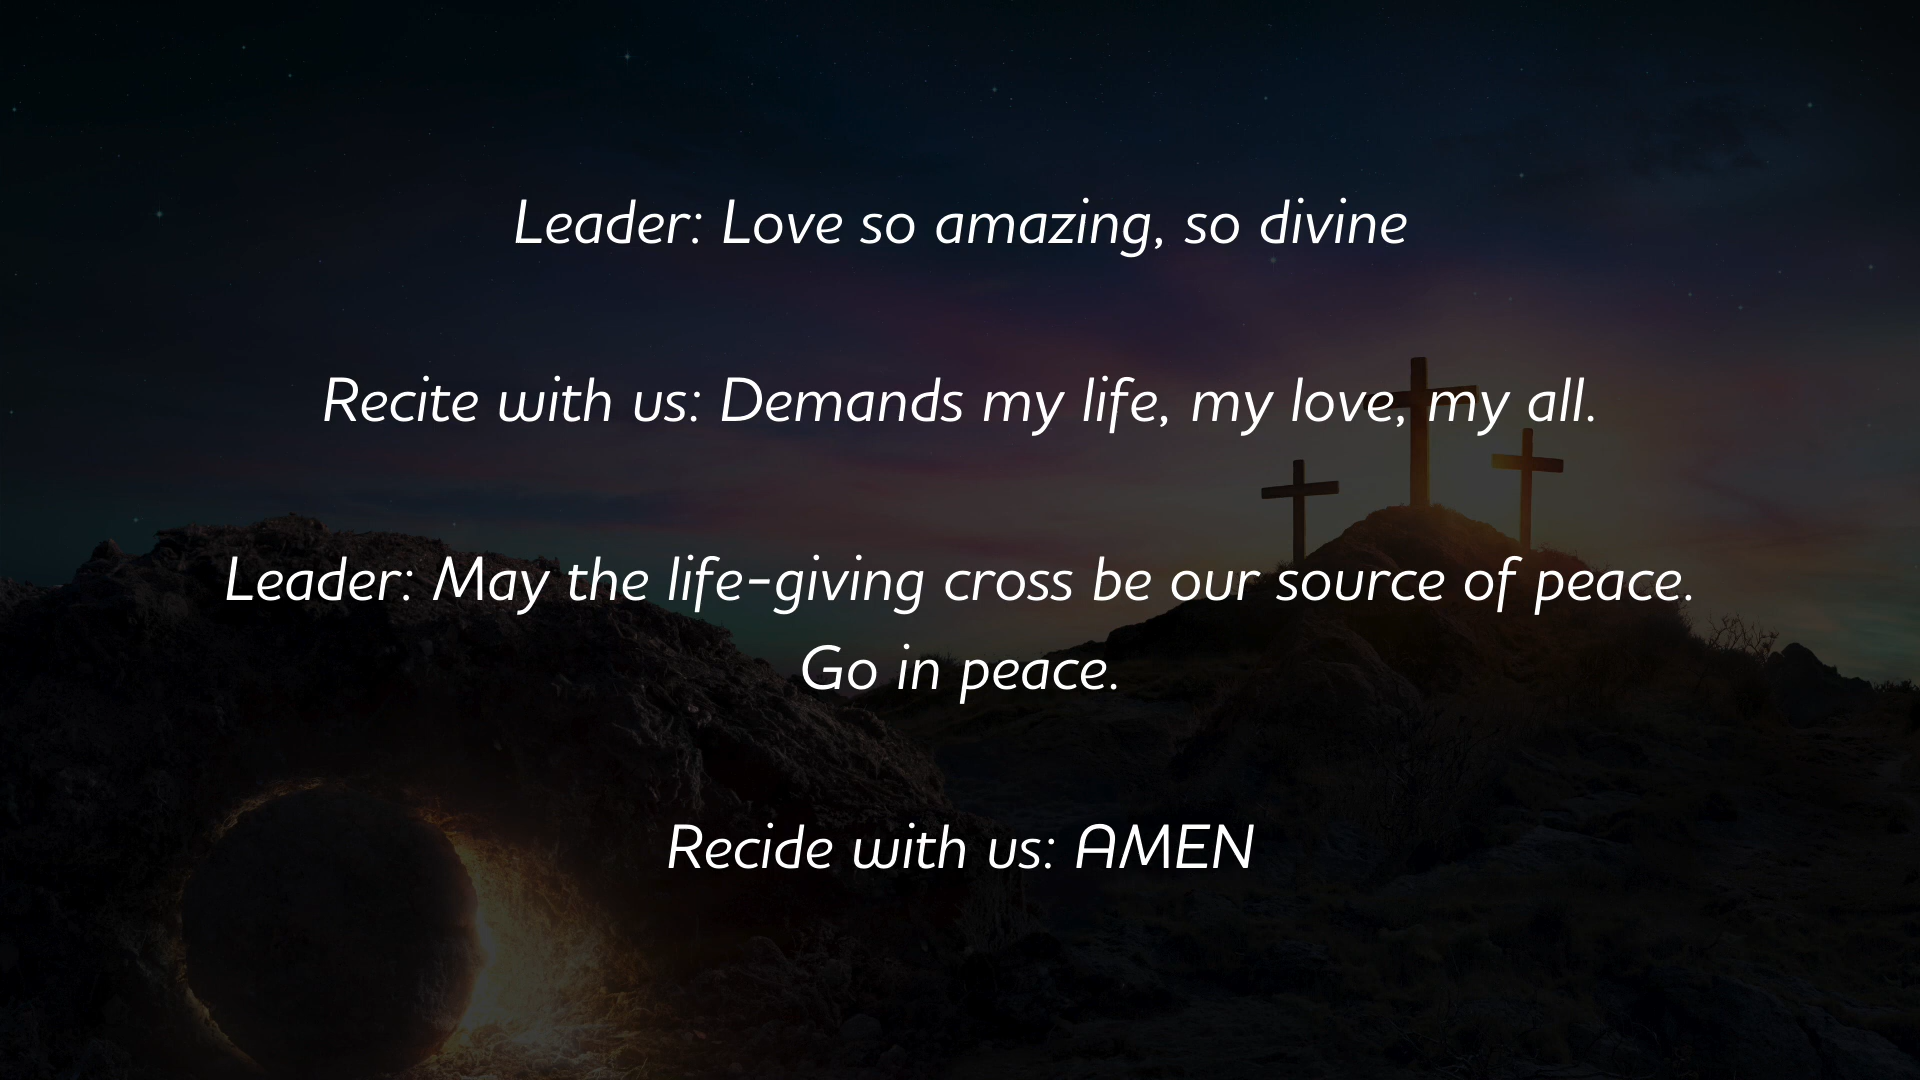 Leader: Love so amazing, so divine
Recite with us: Demands my life, my love, my all.
Leader: May the life-giving cross be our source of peace.
Go in peace.
Recide with us: AMEN